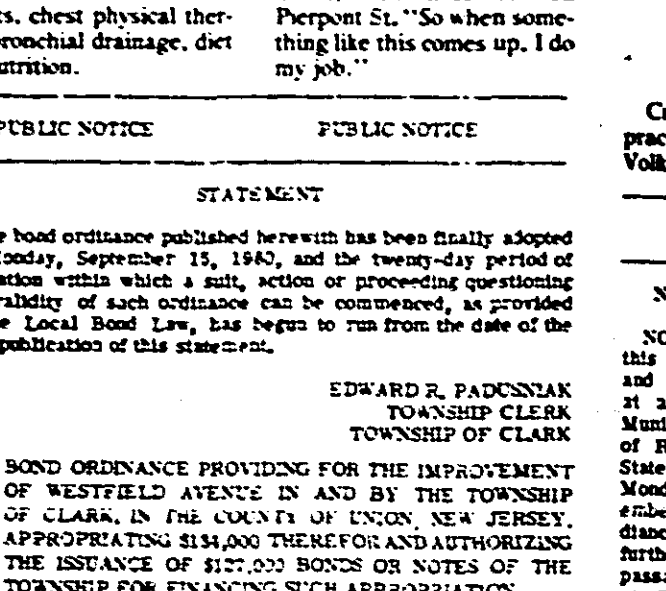 ts, chest physical ther-
bronchial drainage, diet
utrition.
Pierpont St. "So when some-
thing like this comes up, I do
my job."
PUBLIC NOTICE
PUBLIC NOTICE
STATEMENT
e bond ordinance published herewith has been finally adopted
onday, September 15, 1980, and the twenty-day period of
ation within which a suit, action or proceeding questioning
validity of such ordinance can be commenced, as provided
e Local Bond Law, has begun to run from the date of the
publication of this statement.
EDWARD R. PADUSNIAK
TOWNSHIP CLERK
TOWNSHIP OF CLARK
BOND ORDINANCE PROVIDING FOR THE IMPROVEMENT
OF WESTFIELD AVENUE IN AND BY THE TOWNSHIP
OF CLARK, IN THE COUNTY OF UNION, NEW JERSEY,
APPROPRIATING $134,000 THEREFOR AND AUTHORIZING
THE ISSUANCE OF $127,000 BONDS OR NOTES OF THE
TOWNSHIP FOR FINANCING SUCH APPROPRIATION
prac
Volk
N
NO
this
and
at a
Muni
of R
State
Mond
embe
dianc
furth
passa